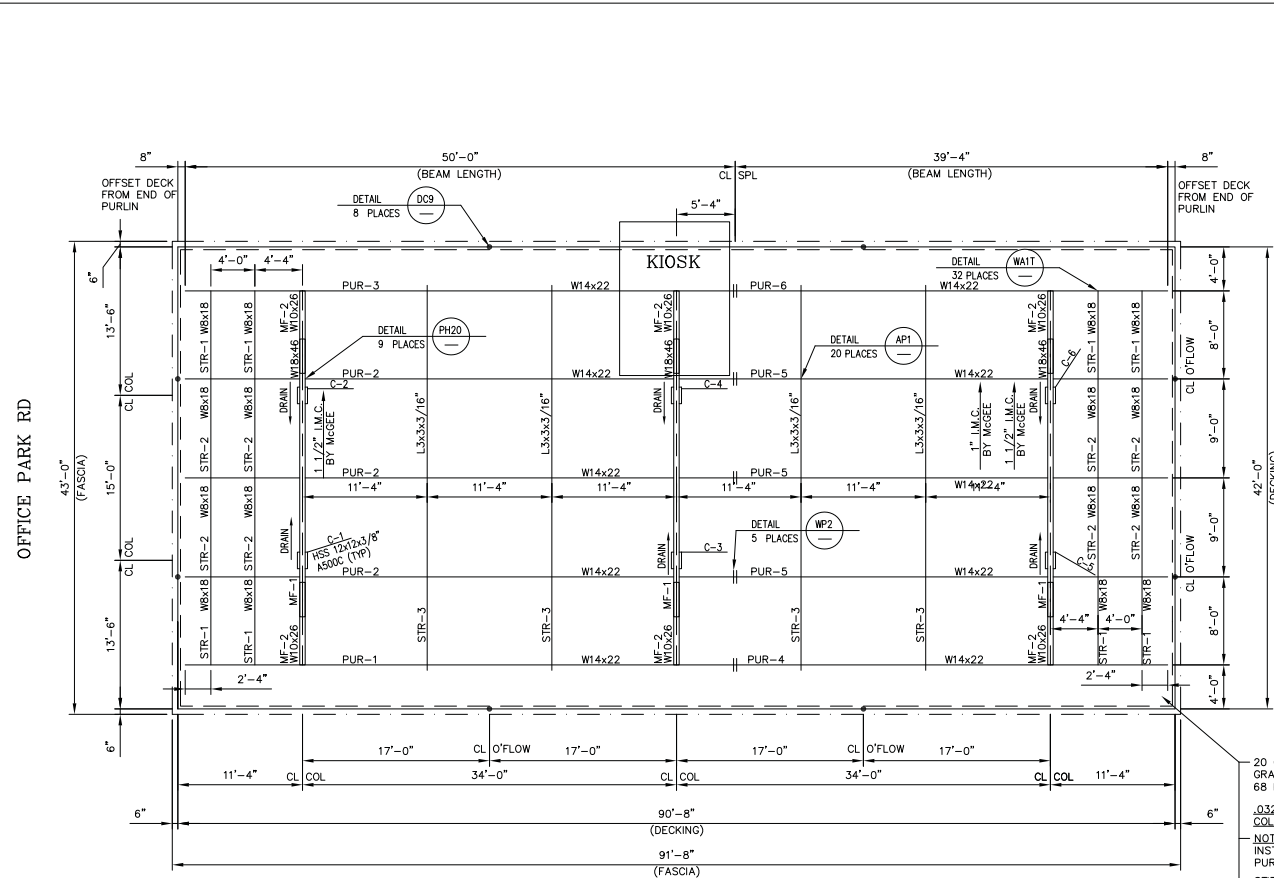 8"
50'-0"
(BEAM LENGTH)
CL SPL
39'-4"
(BEAM LENGTH)
8"
OFFSET DECK
FROM END OF
PURLIN
DETAIL
8 PLACES
DC9
5'-4"
OFFSET DECK
FROM END OF
PURLIN
KIOSK
DETAIL
32 PLACES
WA1T
6"
4'-0"
4'-4"
4'-0"
PUR-3
W14x22
PUR-6
W14x22
13'-6"
STR-1 W8x18
STR-1 W8x18
MF-2
W10x26
W18x46
MF-2
W10x26
W18x46
MF-2
W10x26
W18x46
STR-1 W8x18
STR-1 W8x18
8'-0"
DETAIL
9 PLACES
PH20
DETAIL
20 PLACES
AP1
CL COL
PUR-2
W14x22
PUR-5
W14x22
CL O'FLOW
C-2
C-4
C-6
DRAIN
DRAIN
DRAIN
OFFICE PARK RD
43'-0"
(FASCIA)
15'-0"
STR-2 W8x18
STR-2 W8x18
1 1/2" I.M.C.
BY McGEE
L3x3x3/16"
L3x3x3/16"
L3x3x3/16"
L3x3x3/16"
1" I.M.C.
BY McGEE
1 1/2" I.M.C.
BY McGEE
STR-2 W8x18
STR-2 W8x18
9'-0"
42'-0"
(DECKING)
PUR-2
PUR-5
W14x22
11'-4"
11'-4"
11'-4"
11'-4"
11'-4"
11'-4"
STR-2 W8x18
STR-2 W8x18
DRAIN
C-1
HSS 12x12x3/8"
A500C (TYP)
DRAIN
C-3
DETAIL
5 PLACES
WP2
DRAIN
C-5
STR-2 W8x18
STR-2 W8x18
9'-0"
CL COL
PUR-2
W14x22
PUR-5
W14x22
CL O'FLOW
13'-6"
STR-1 W8x18
STR-1 W8x18
MF-1
MF-2
W10x26
STR-3
STR-3
MF-1
MF-2
W10x26
STR-3
STR-3
MF-1
MF-2
W10x26
4'-4"
4'-0"
STR-1 W8x18
STR-1 W8x18
8'-0"
PUR-1
W14x22
PUR-4
W14x22
2'-4"
2'-4"
4'-0"
6"
17'-0"
CL O'FLOW
17'-0"
17'-0"
CL O'FLOW
17'-0"
11'-4"
CL COL
34'-0"
CL COL
34'-0"
CL COL
11'-4"
6"
90'-8"
(DECKING)
6"
91'-8"
(FASCIA)
20
GRA
68
.032
COL
NOT
INST
PUR